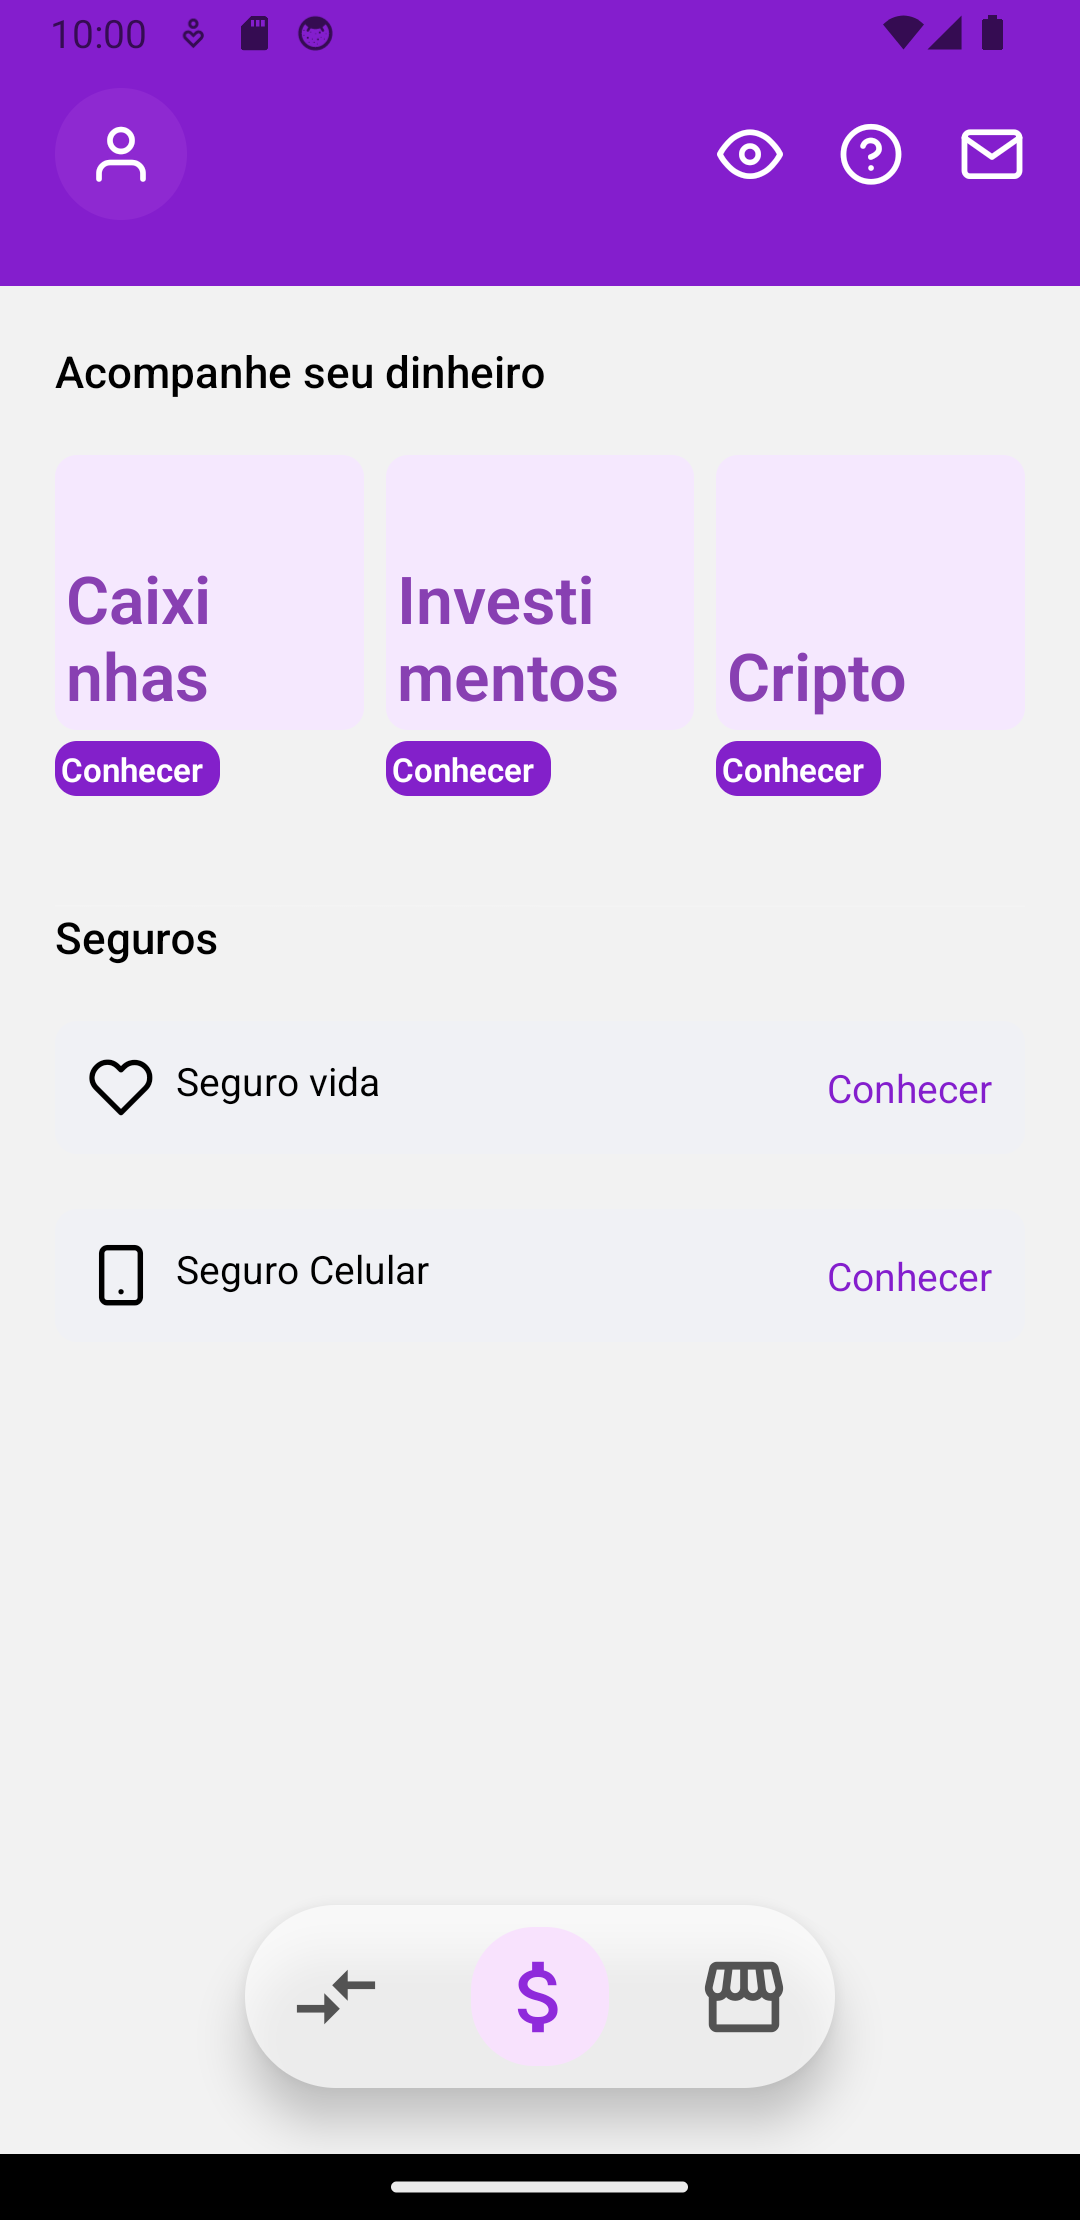 10:00
Acompanhe seu dinheiro
Caixi
nhas
Investi
mentos
Cripto
Conhecer
Conhecer
Conhecer
Seguros
Seguro vida
Conhecer
Seguro Celular
Conhecer